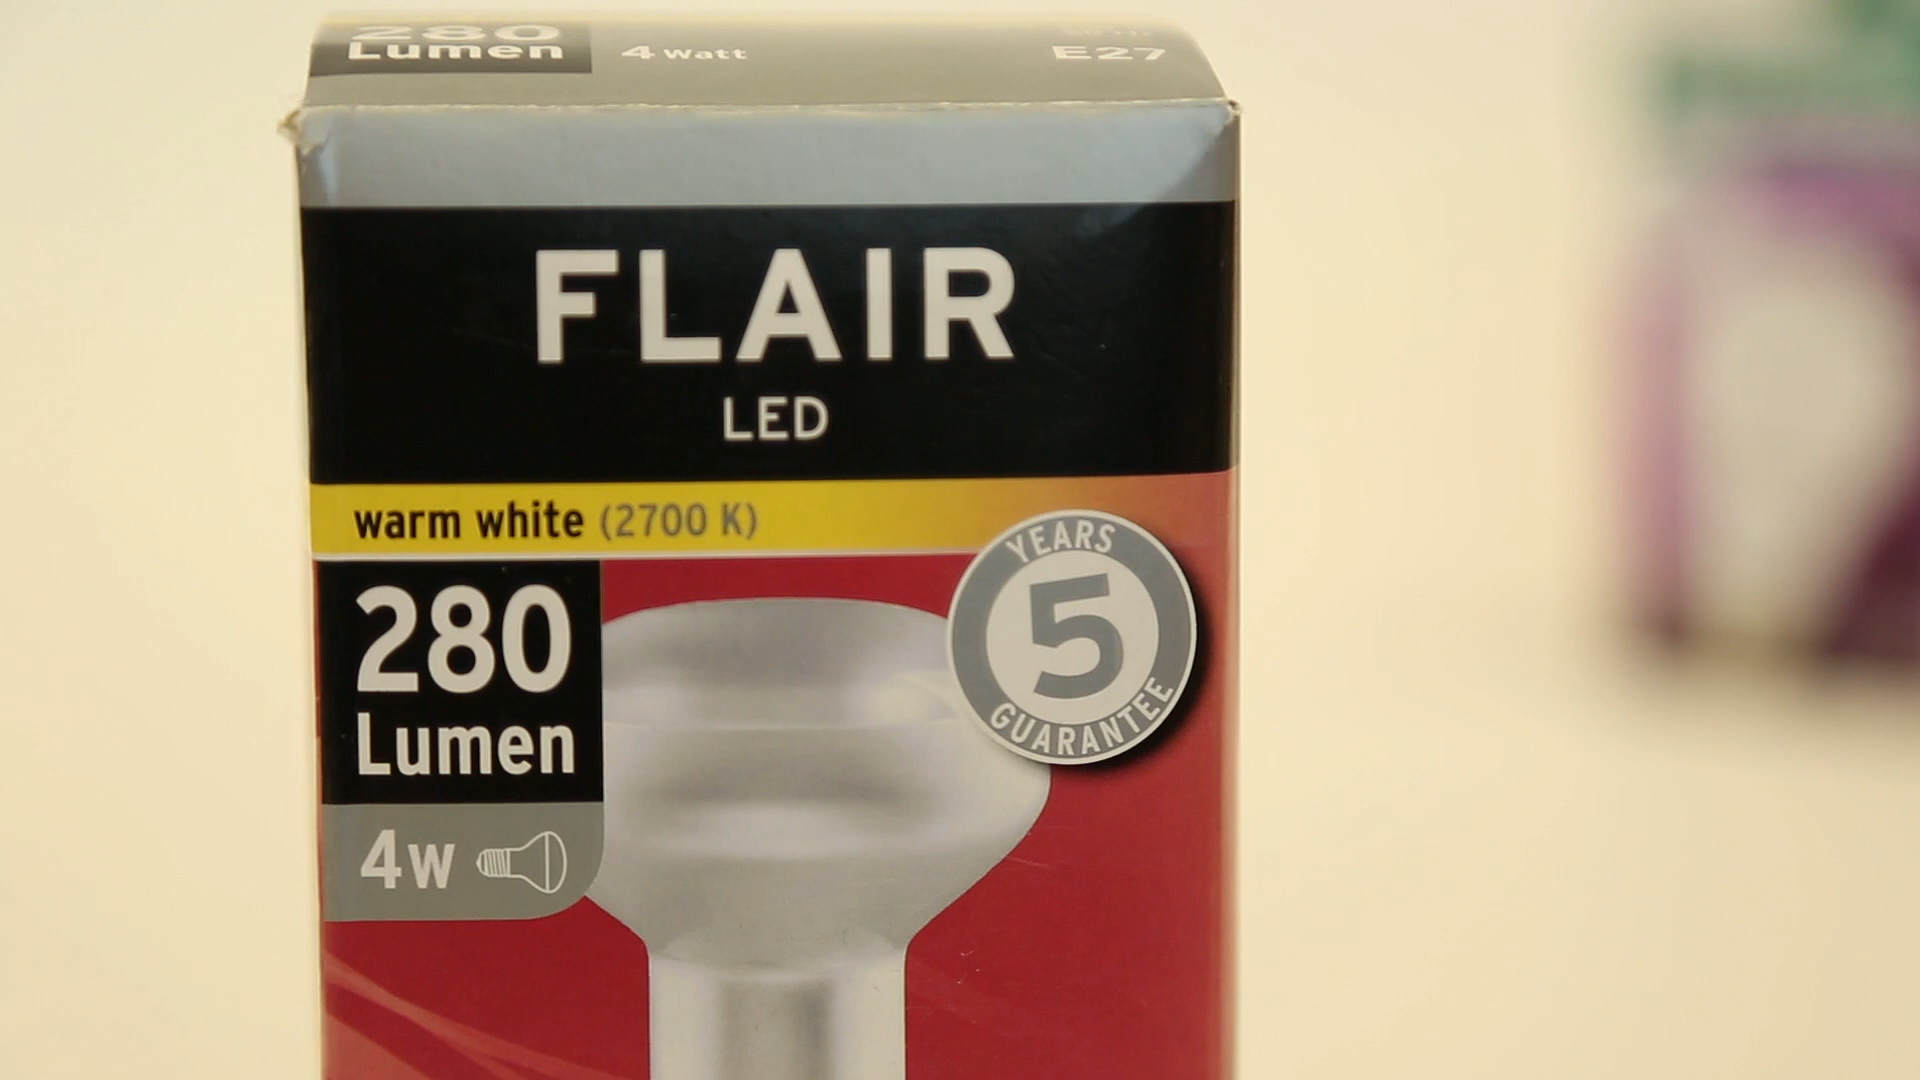 280
Lumen
4 watt
E27
FLAIR
LED
warm white (2700 K)
YEARS
5
GUARANTEE
280
Lumen
4w